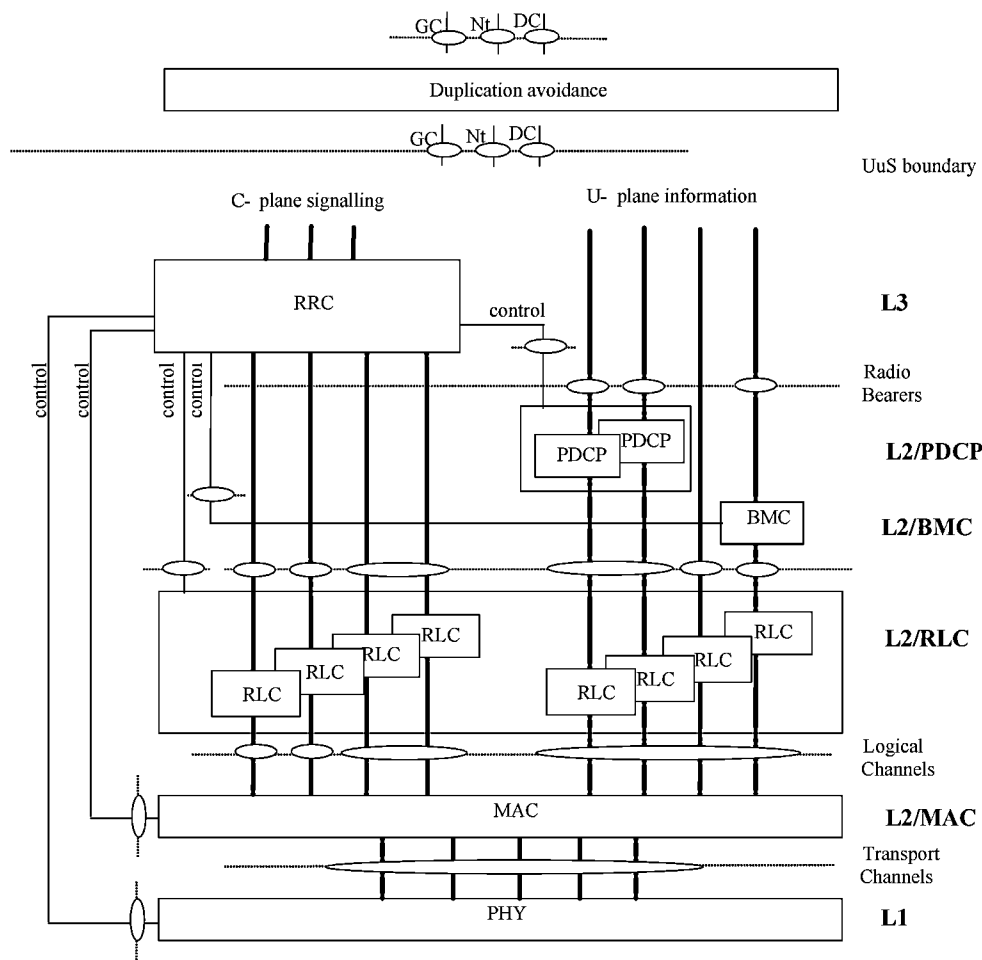 GC Nt DC
Duplication avoidance
GC Nt DC
UuS boundary
C- plane signalling
U- plane information
RRC
L3
control
control
control
control
control
Radio
Bearers
PDCP
PDCP
L2/PDCP
BMC
L2/BMC
RLC
RLC
RLC
RLC
RLC
RLC
RLC
RLC
L2/RLC
Logical
Channels
MAC
L2/MAC
Transport
Channels
PHY
L1